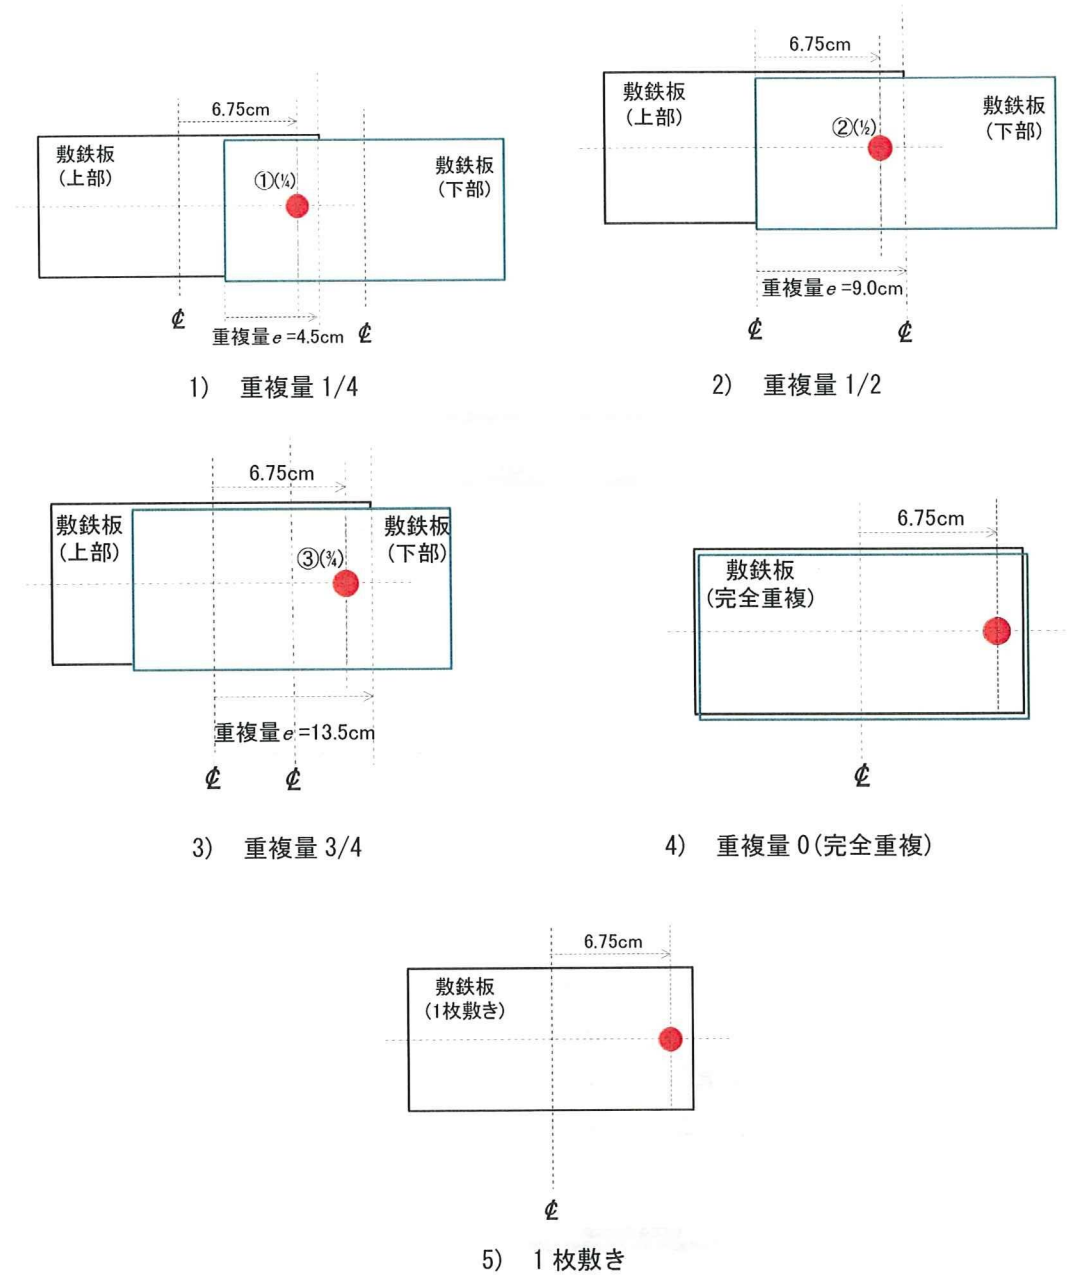 6.75cm
敷鉄板
(上部)
①(¼)
敷鉄板
(下部)
重複量e=4.5cm
℄
℄
1) 重複量 1/4
6.75cm
敷鉄板
(上部)
②(½)
敷鉄板
(下部)
重複量e=9.0cm
℄
℄
2) 重複量 1/2
6.75cm
敷鉄板
(上部)
③(¾)
敷鉄板
(下部)
重複量e=13.5cm
℄
℄
3) 重複量 3/4
6.75cm
敷鉄板
(完全重複)
℄
4) 重複量 0(完全重複)
6.75cm
敷鉄板
(1枚敷き)
℄
5) 1 枚敷き